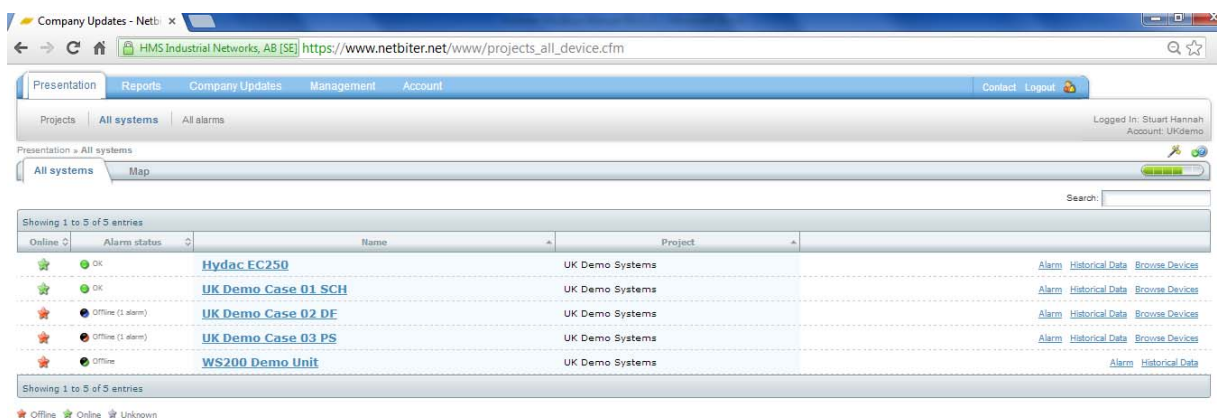 Company Updates - Netb
HMS Industrial Networks, AB [SE] https://www.netbiter.net/www/projects_all_device.cfm
Presentation Reports Company Updates Management Account Contact Logout
Projects All systems All alarms Logged In: Stuart Hannah
Account: UKdemo
Presentation » All systems
All systems Map
Search:
Showing 1 to 5 of 5 entries
Online Alarm status Name Project
OK Hydac EC250 UK Demo Systems Alarm Historical Data Browse Devices
OK UK Demo Case 01 SCH UK Demo Systems Alarm Historical Data Browse Devices
Offline (1 alarm) UK Demo Case 02 DF UK Demo Systems Alarm Historical Data Browse Devices
Offline (1 alarm) UK Demo Case 03 PS UK Demo Systems Alarm Historical Data Browse Devices
Offline WS200 Demo Unit UK Demo Systems Alarm Historical Data
Showing 1 to 5 of 5 entries
Offline Online Unknown